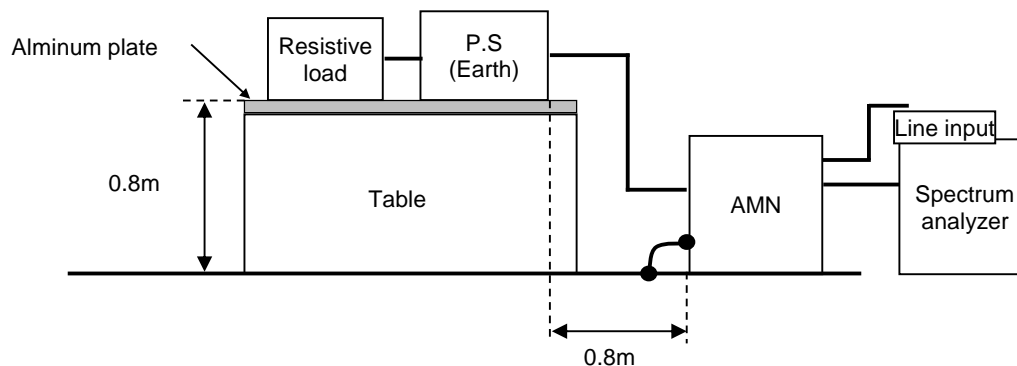 Alminum plate
Resistive
load
P.S
(Earth)
Line input
0.8m
Table
AMN
Spectrum
analyzer
0.8m